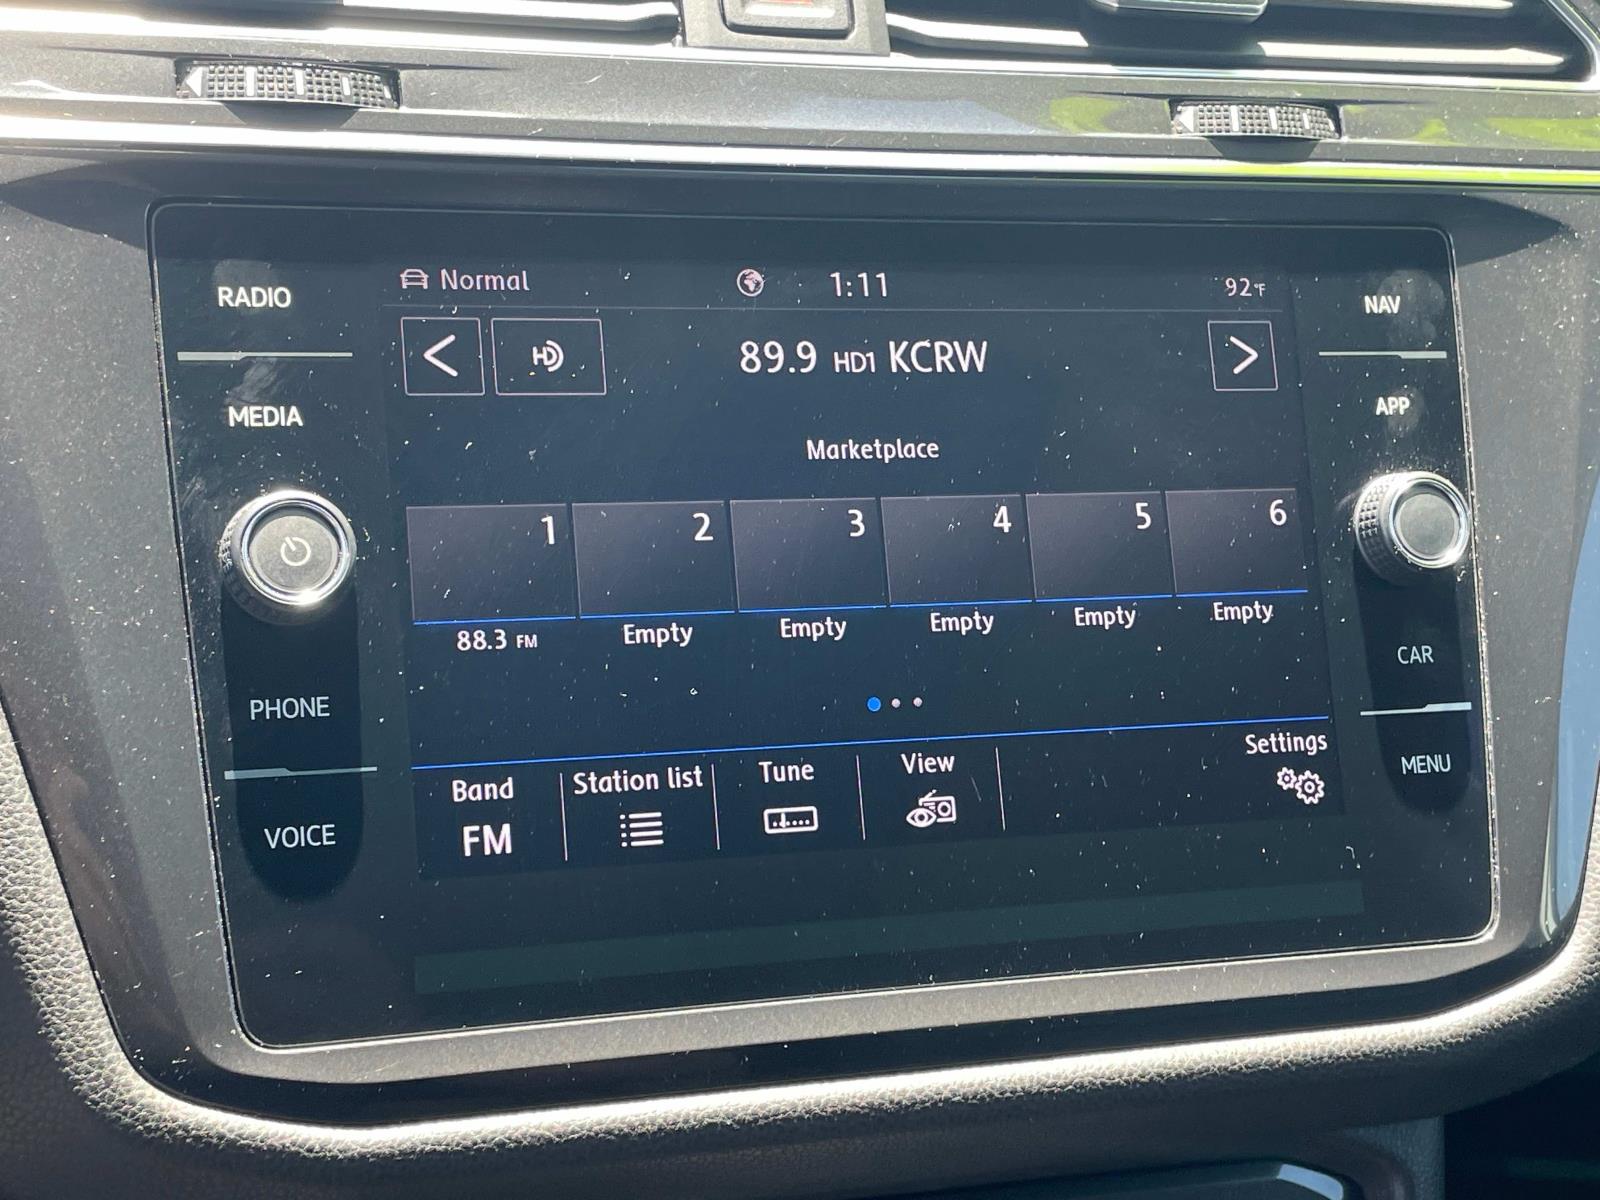 RADIO
MEDIA
PHONE
VOICE
Normal
1:11
92°F
HD
89.9 HD1 KCRW
Marketplace
1 2 3 4 5 6
88.3 FM Empty Empty Empty Empty Empty
Band
FM
Station list
Tune
View
Settings
NAV
APP
CAR
MENU